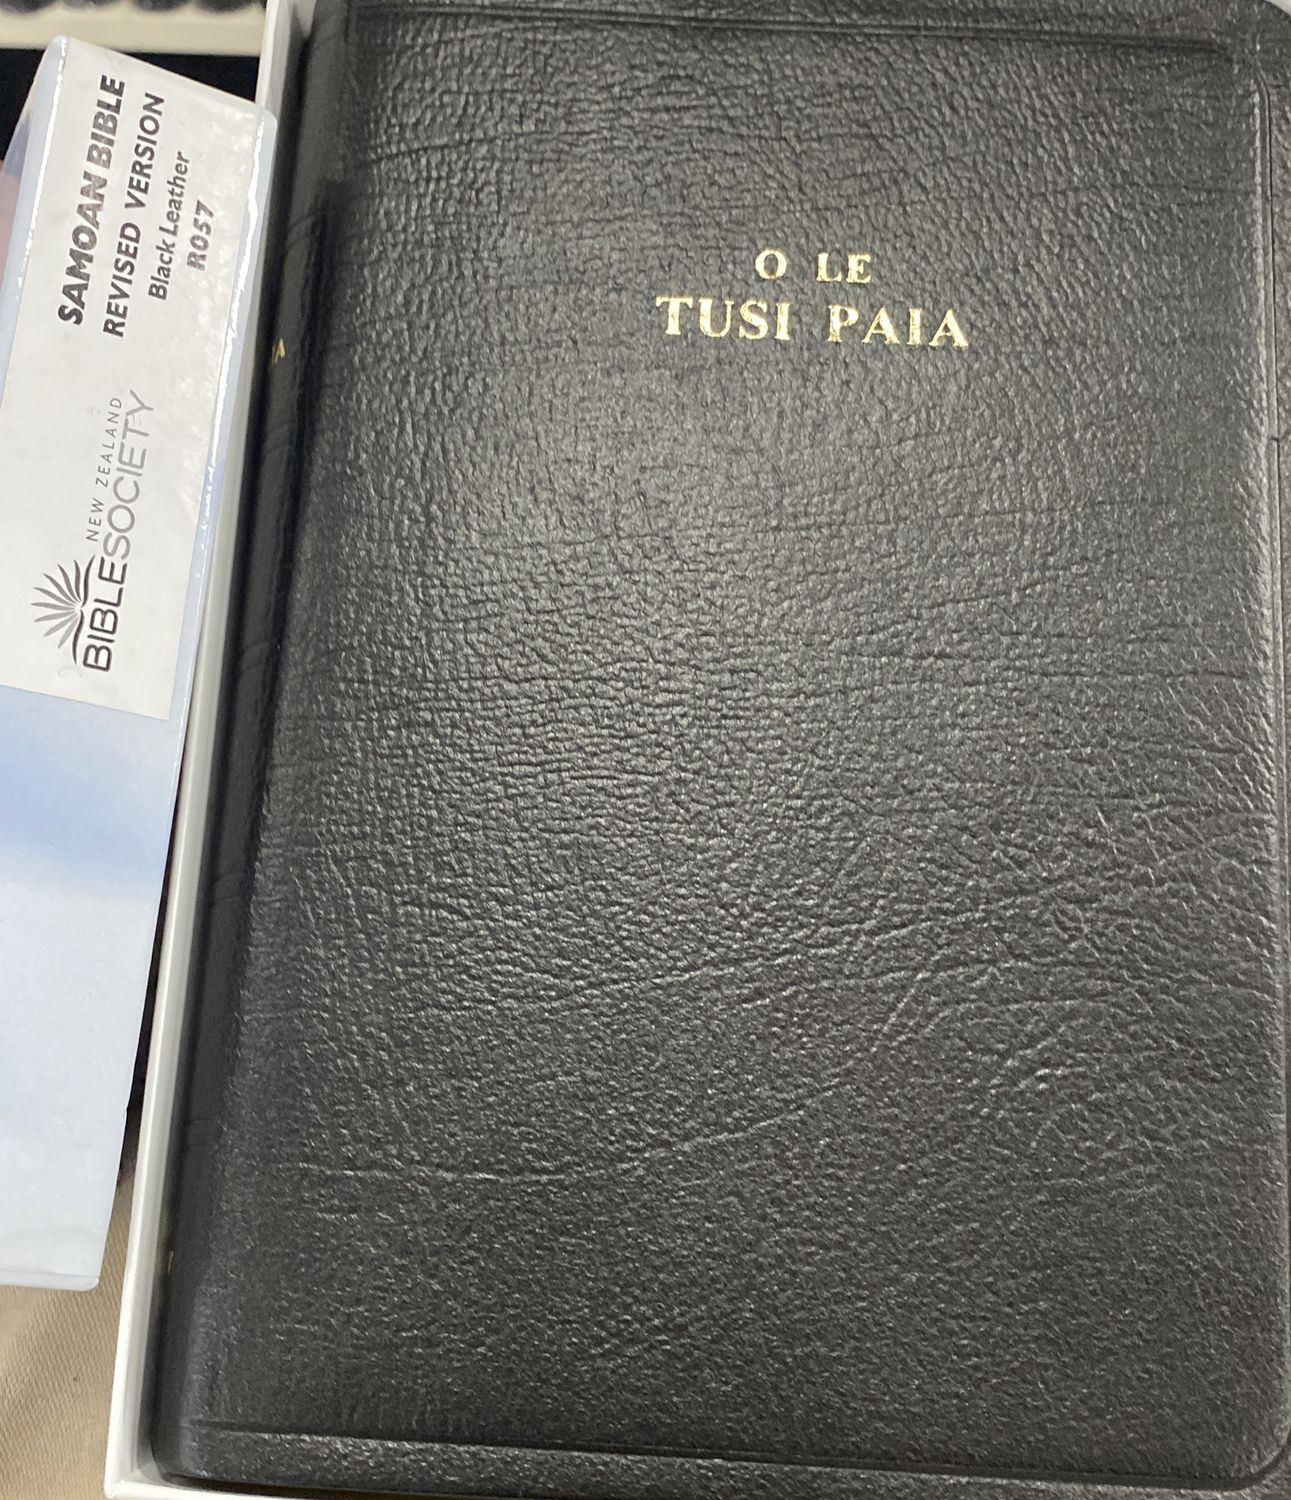 SAMOAN BIBLE
REVISED VERSION
Black Leather
R057
NEW ZEALAND
BIBLESOCIETY
O LE
TUSI PAIA